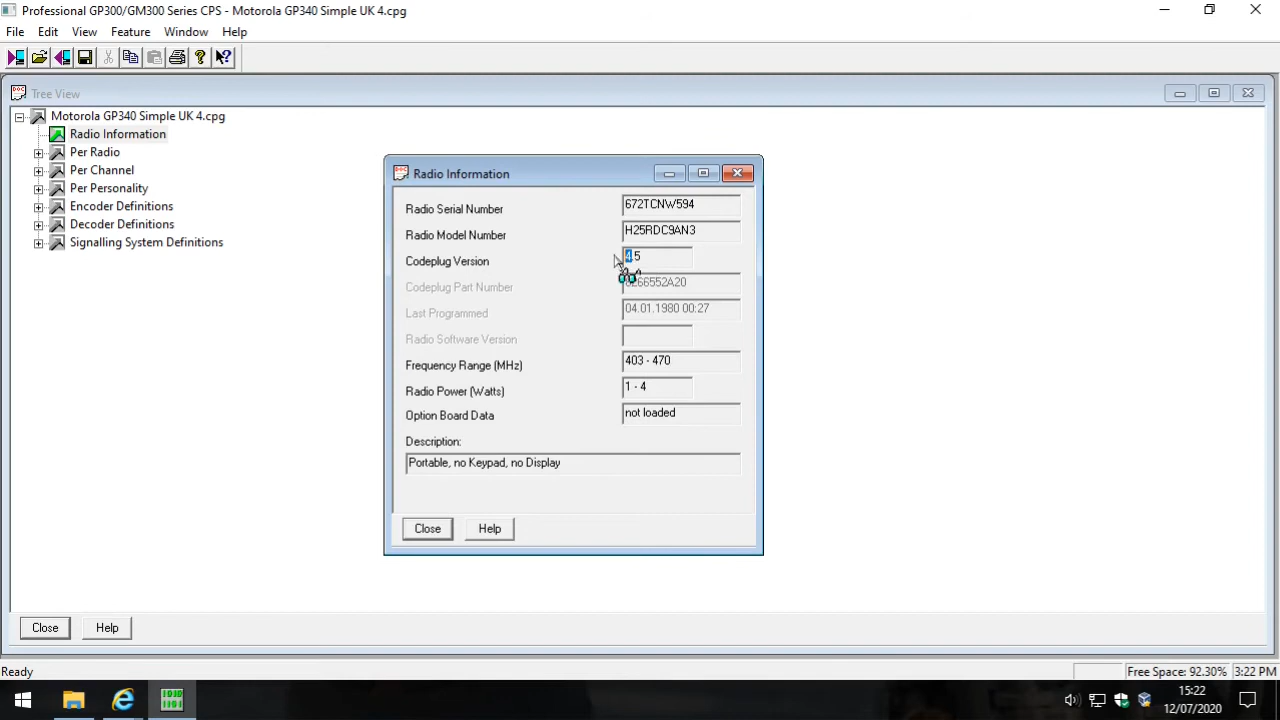 Professional GP300/GM300 Series CPS - Motorola GP340 Simple UK 4.cpg
File Edit View Feature Window Help
Tree View
Motorola GP340 Simple UK 4.cpg
Radio Information
Per Radio
Per Channel
Per Personality
Encoder Definitions
Decoder Definitions
Signalling System Definitions
Radio Information
Radio Serial Number 672TCNW594
Radio Model Number H25RDC9AN3
Codeplug Version 4.5
Codeplug Part Number 6266552A20
Last Programmed 04.01.1980 00:27
Radio Software Version
Frequency Range (MHz) 403 - 470
Radio Power (Watts) 1 - 4
Option Board Data not loaded
Description:
Portable, no Keypad, no Display
Close Help
Close Help
Ready Free Space: 92.30% 3:22 PM
15:22
12/07/2020